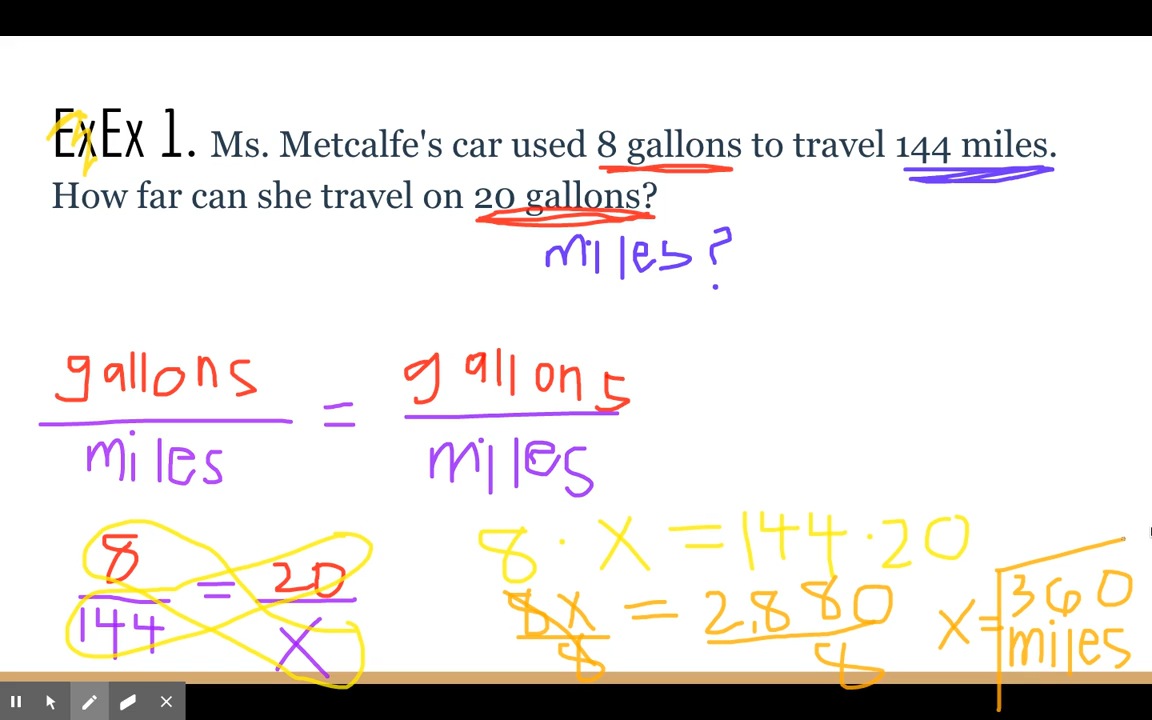 ExEx 1. Ms. Metcalfe's car used 8 gallons to travel 144 miles.
How far can she travel on 20 gallons?
miles?
gallons = gallons
miles miles
8 = 20
144 x
8 · x = 144 · 20
8x = 2,880
8 8
x = 360
miles